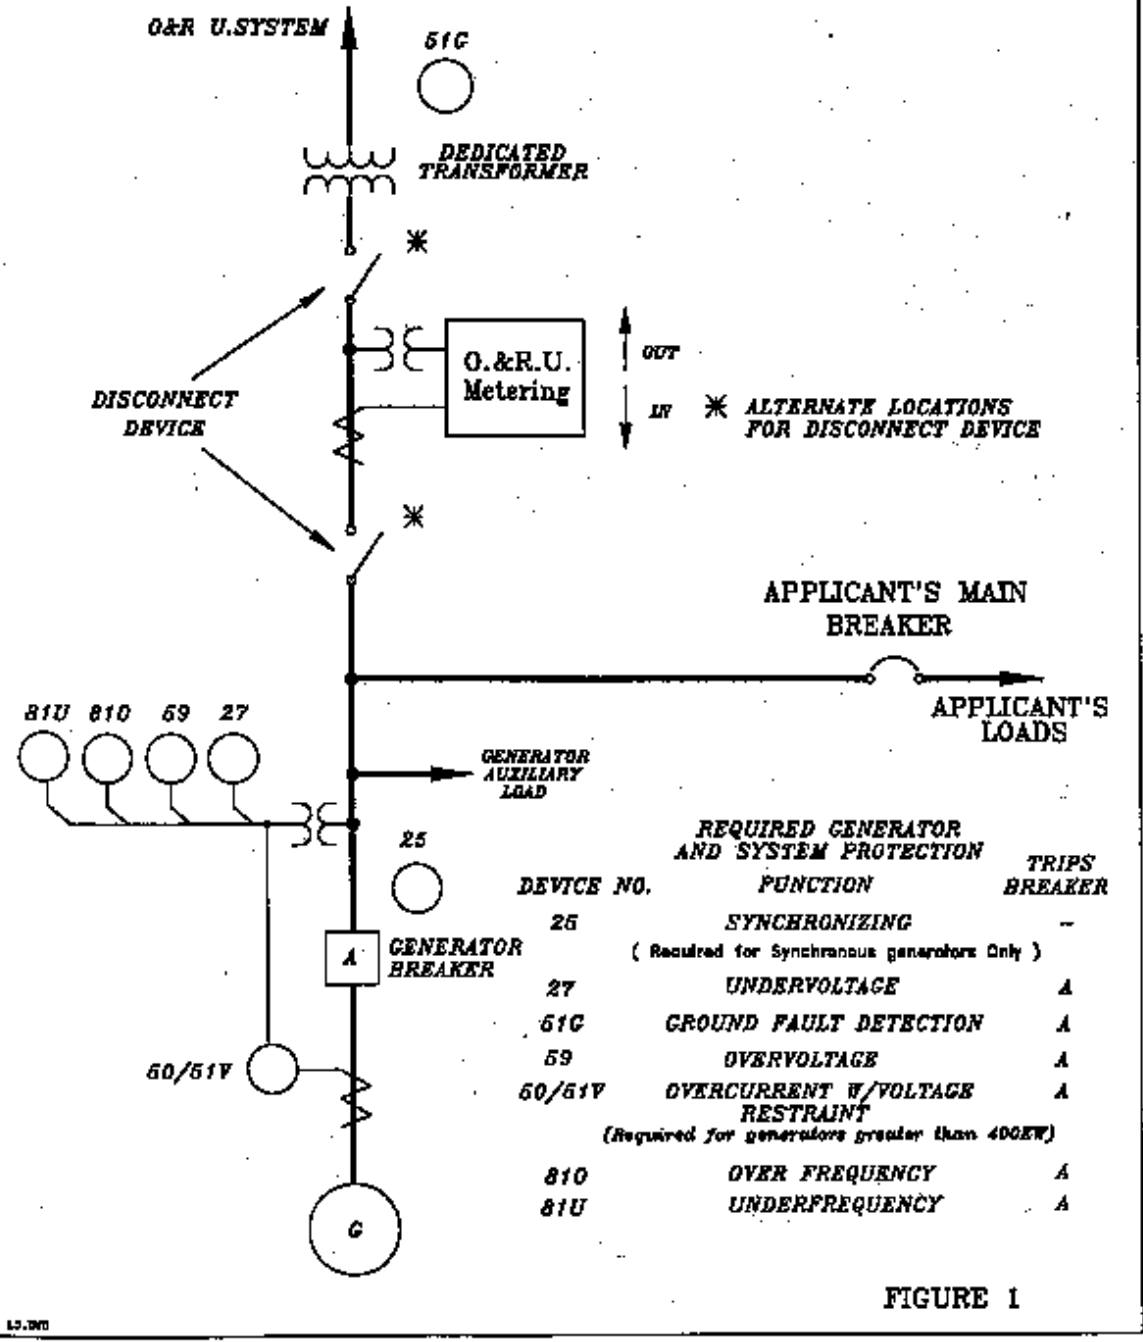 O&R U.SYSTEM
51G
DEDICATED
TRANSFORMER
*
O.&R.U.
Metering
OUT
IN
* ALTERNATE LOCATIONS
FOR DISCONNECT DEVICE
DISCONNECT
DEVICE
*
APPLICANT'S MAIN
BREAKER
APPLICANT'S
LOADS
81U 81O 59 27
GENERATOR
AUXILIARY
LOAD
25
A
GENERATOR
BREAKER
50/51V
G
REQUIRED GENERATOR
AND SYSTEM PROTECTION
DEVICE NO. FUNCTION TRIPS BREAKER
25 SYNCHRONIZING -
( Required for Synchronous generators Only )
27 UNDERVOLTAGE A
51G GROUND FAULT DETECTION A
59 OVERVOLTAGE A
50/51V OVERCURRENT W/VOLTAGE A
RESTRAINT
(Required for generators greater than 400KW)
81O OVER FREQUENCY A
81U UNDERFREQUENCY A
FIGURE 1